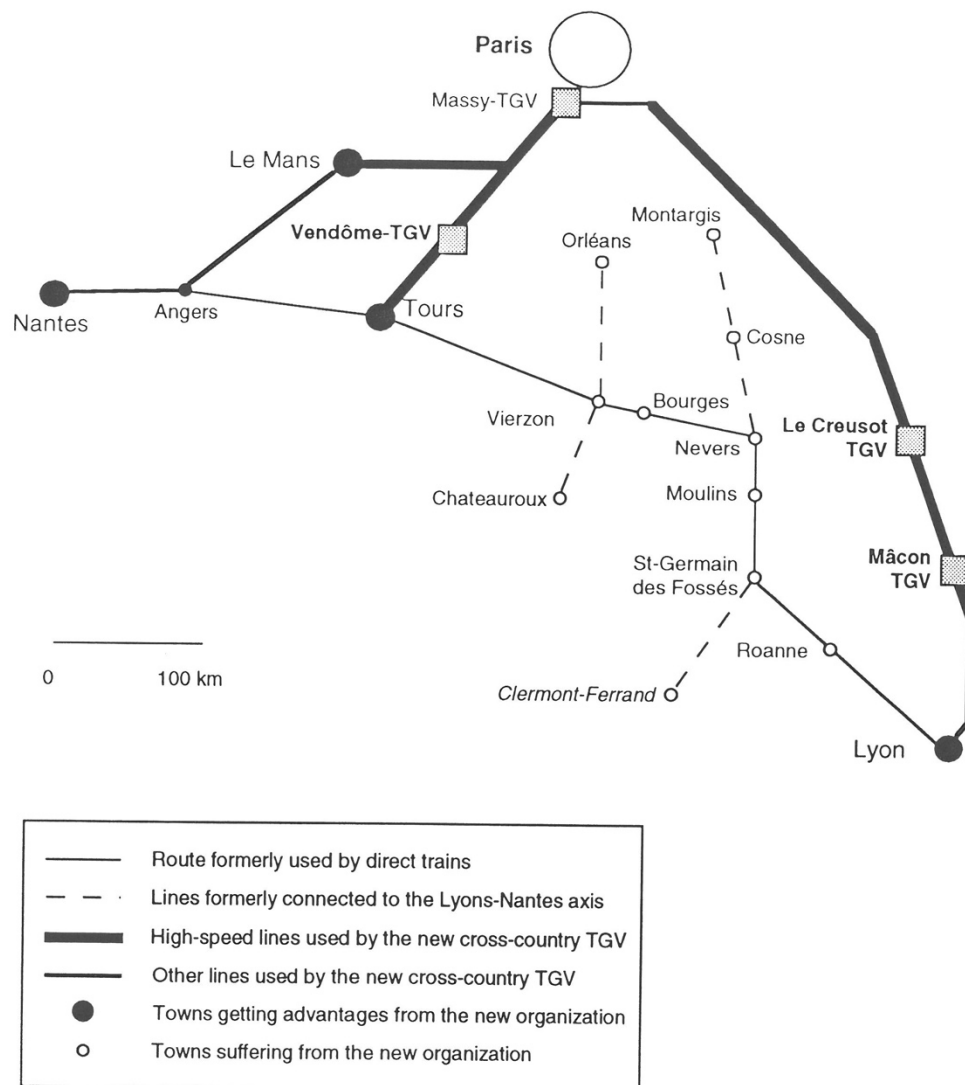 Paris
Massy-TGV
Le Mans
Montargis
Vendôme-TGV
Orléans
Nantes
Angers
Tours
Cosne
Vierzon
Bourges
Nevers
Le Creusot
TGV
Chateauroux
Moulins
St-Germain
des Fossés
Mâcon
TGV
Roanne
0
100 km
Clermont-Ferrand
Lyon
Route formerly used by direct trains
Lines formerly connected to the Lyons-Nantes axis
High-speed lines used by the new cross-country TGV
Other lines used by the new cross-country TGV
Towns getting advantages from the new organization
Towns suffering from the new organization